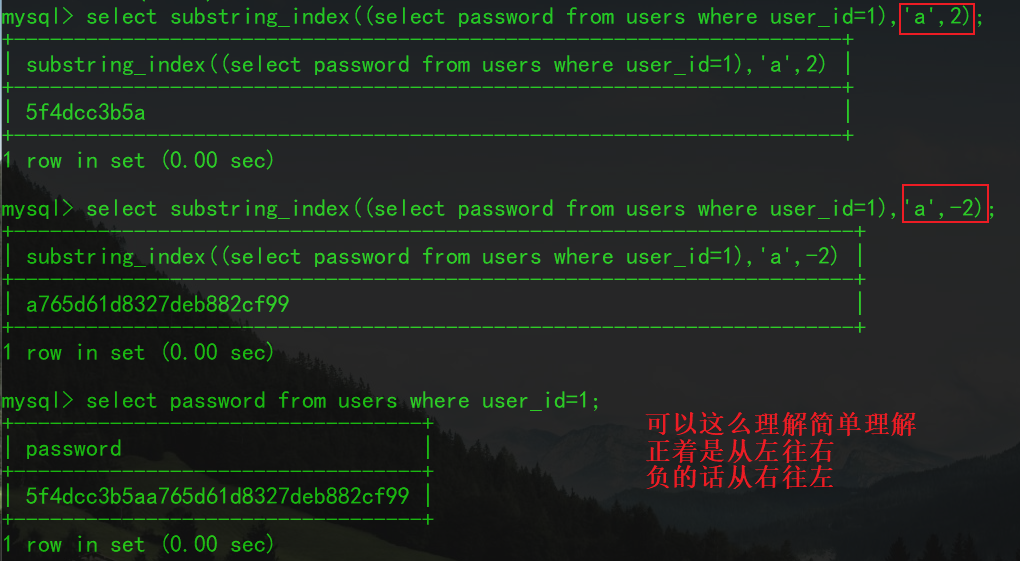 mysql> select substring_index((select password from users where user_id=1),'a',2);
+--------------------------------------------------------------------+
| substring_index((select password from users where user_id=1),'a',2) |
+--------------------------------------------------------------------+
| 5f4dcc3b5a |
+--------------------------------------------------------------------+
1 row in set (0.00 sec)
mysql> select substring_index((select password from users where user_id=1),'a',-2);
+---------------------------------------------------------------------+
| substring_index((select password from users where user_id=1),'a',-2) |
+---------------------------------------------------------------------+
| a765d61d8327deb882cf99 |
+---------------------------------------------------------------------+
1 row in set (0.00 sec)
mysql> select password from users where user_id=1;
+----------------------------------+
| password |
+----------------------------------+
| 5f4dcc3b5aa765d61d8327deb882cf99 |
+----------------------------------+
1 row in set (0.00 sec)
可以这么理解简单理解
正着是从左往右
负的话从右往左